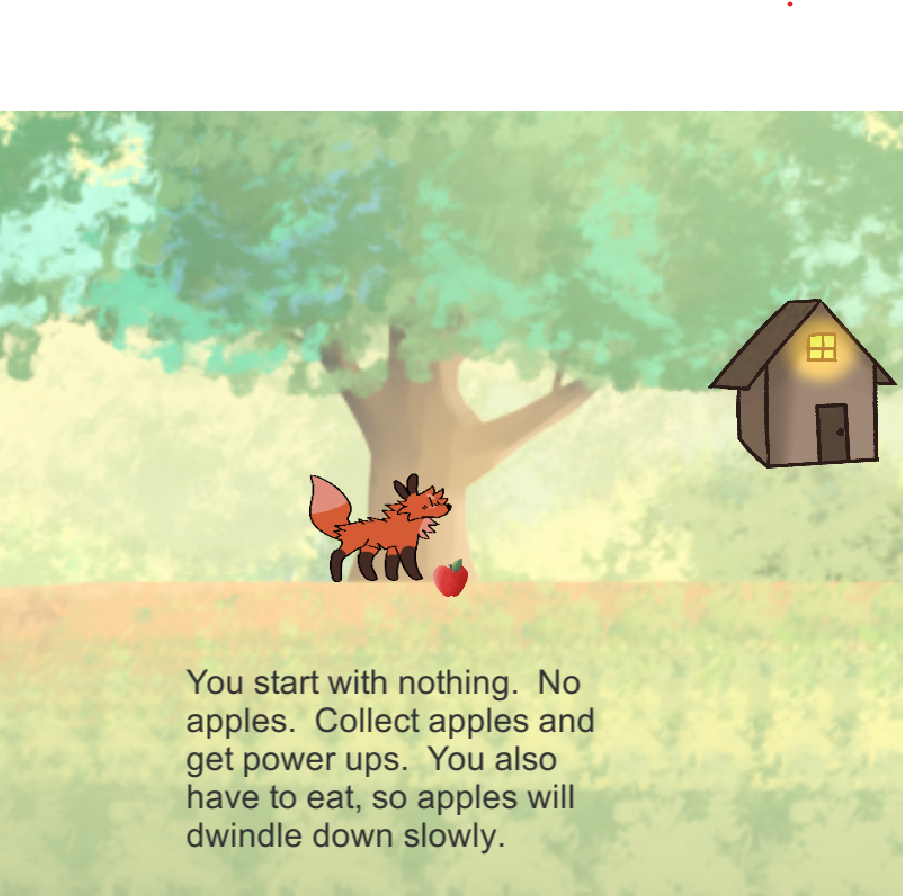 You start with nothing.  No
apples.  Collect apples and
get power ups.  You also
have to eat, so apples will
dwindle down slowly.